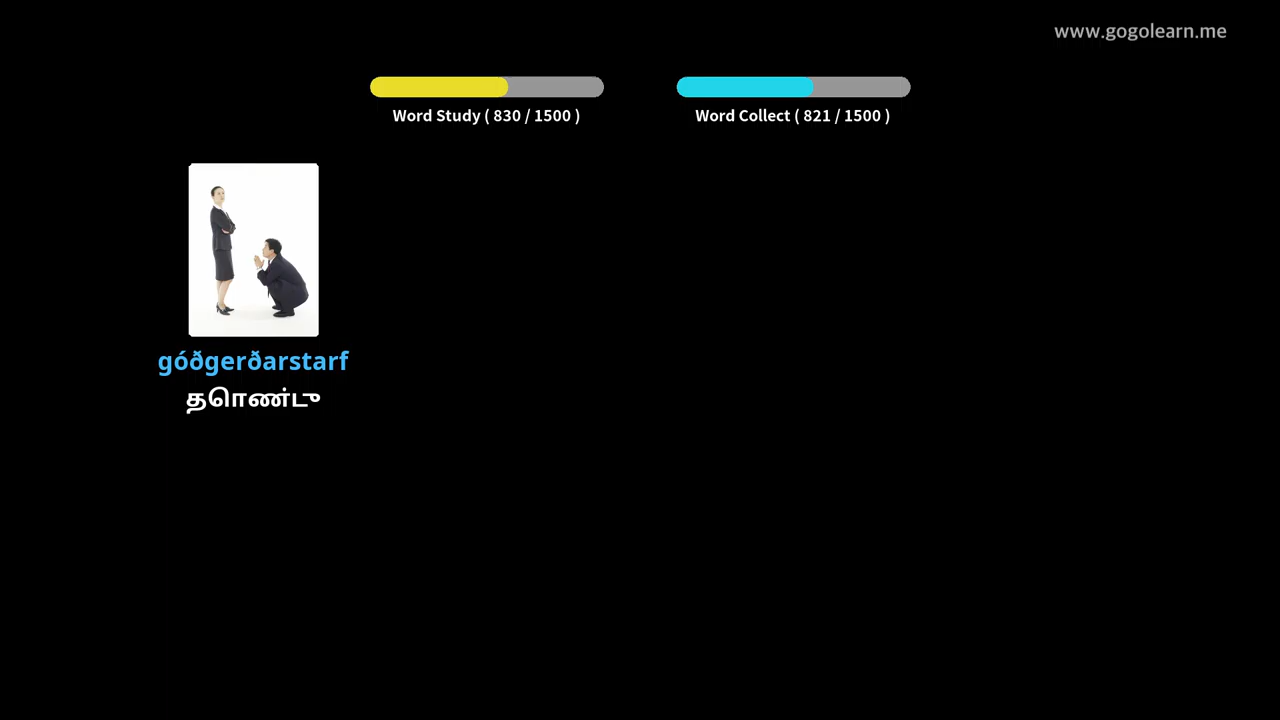 www.gogolearn.me
Word Study ( 830 / 1500 )
Word Collect ( 821 / 1500 )
góðgerðarstarf
தொண்டு